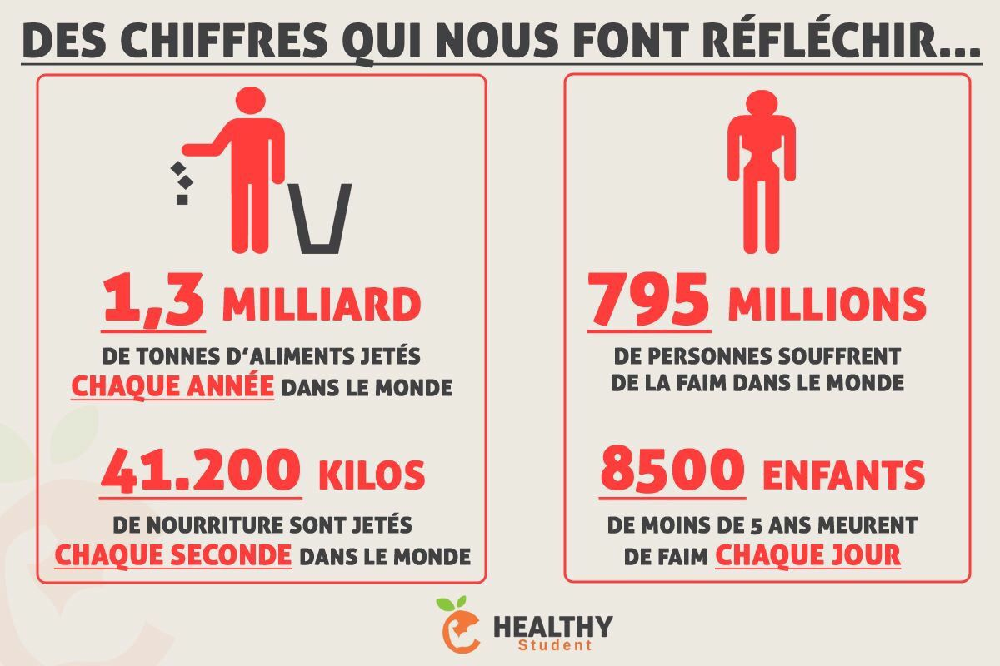 DES CHIFFRES QUI NOUS FONT RÉFLÉCHIR...
1,3 MILLIARD
DE TONNES D'ALIMENTS JETÉS
CHAQUE ANNÉE DANS LE MONDE
41.200 KILOS
DE NOURRITURE SONT JETÉS
CHAQUE SECONDE DANS LE MONDE
795 MILLIONS
DE PERSONNES SOUFFRENT
DE LA FAIM DANS LE MONDE
8500 ENFANTS
DE MOINS DE 5 ANS MEURENT
DE FAIM CHAQUE JOUR
HEALTHY
Student